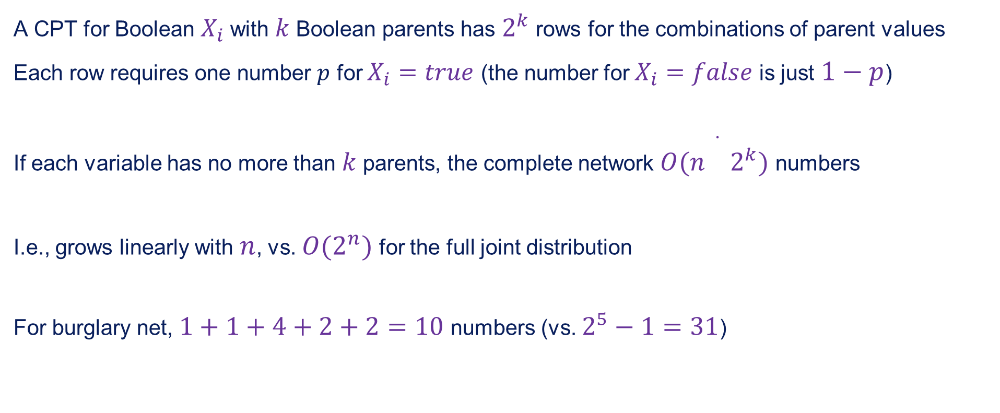 A CPT for Boolean $X_i$ with $k$ Boolean parents has $2^k$ rows for the combinations of parent values
Each row requires one number $p$ for $X_i = true$ (the number for $X_i = false$ is just $1 - p$)
If each variable has no more than $k$ parents, the complete network $O(n \cdot 2^k)$ numbers
I.e., grows linearly with $n$, vs. $O(2^n)$ for the full joint distribution
For burglary net, $1 + 1 + 4 + 2 + 2 = 10$ numbers (vs. $2^5 - 1 = 31$)